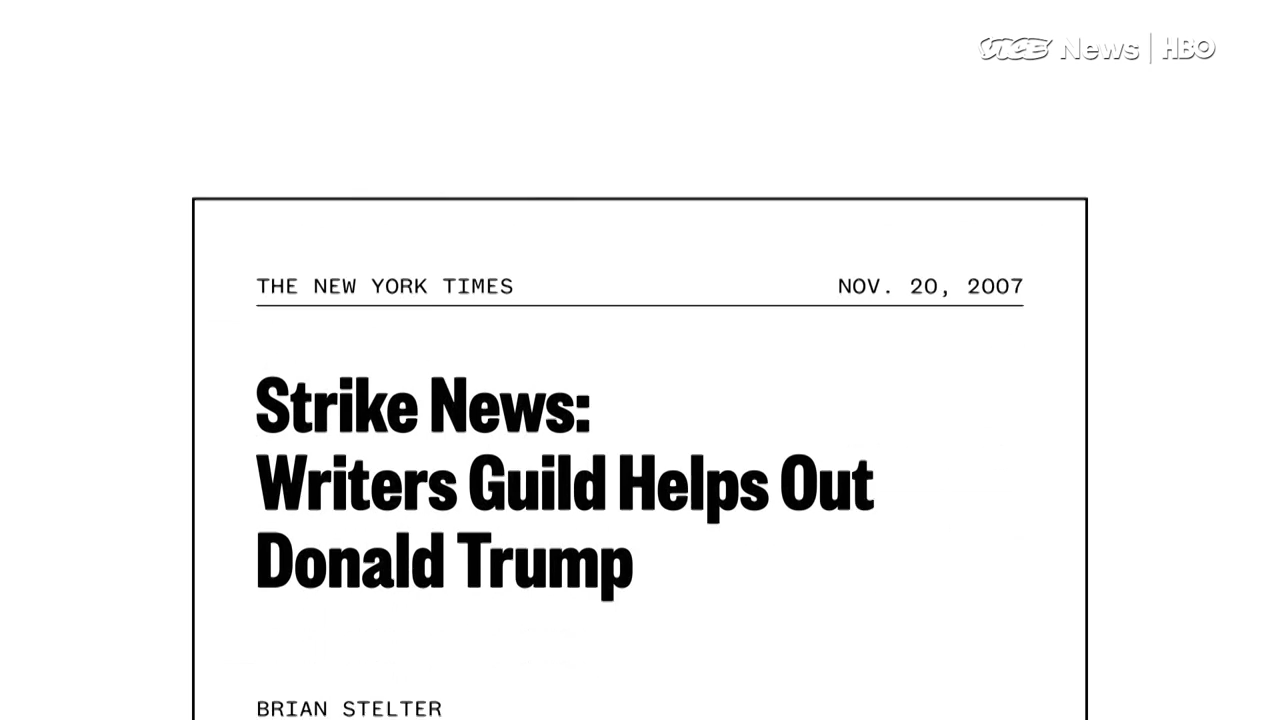 VICE News | HBO
THE NEW YORK TIMES NOV. 20, 2007
Strike News:
Writers Guild Helps Out
Donald Trump
BRIAN STELTER